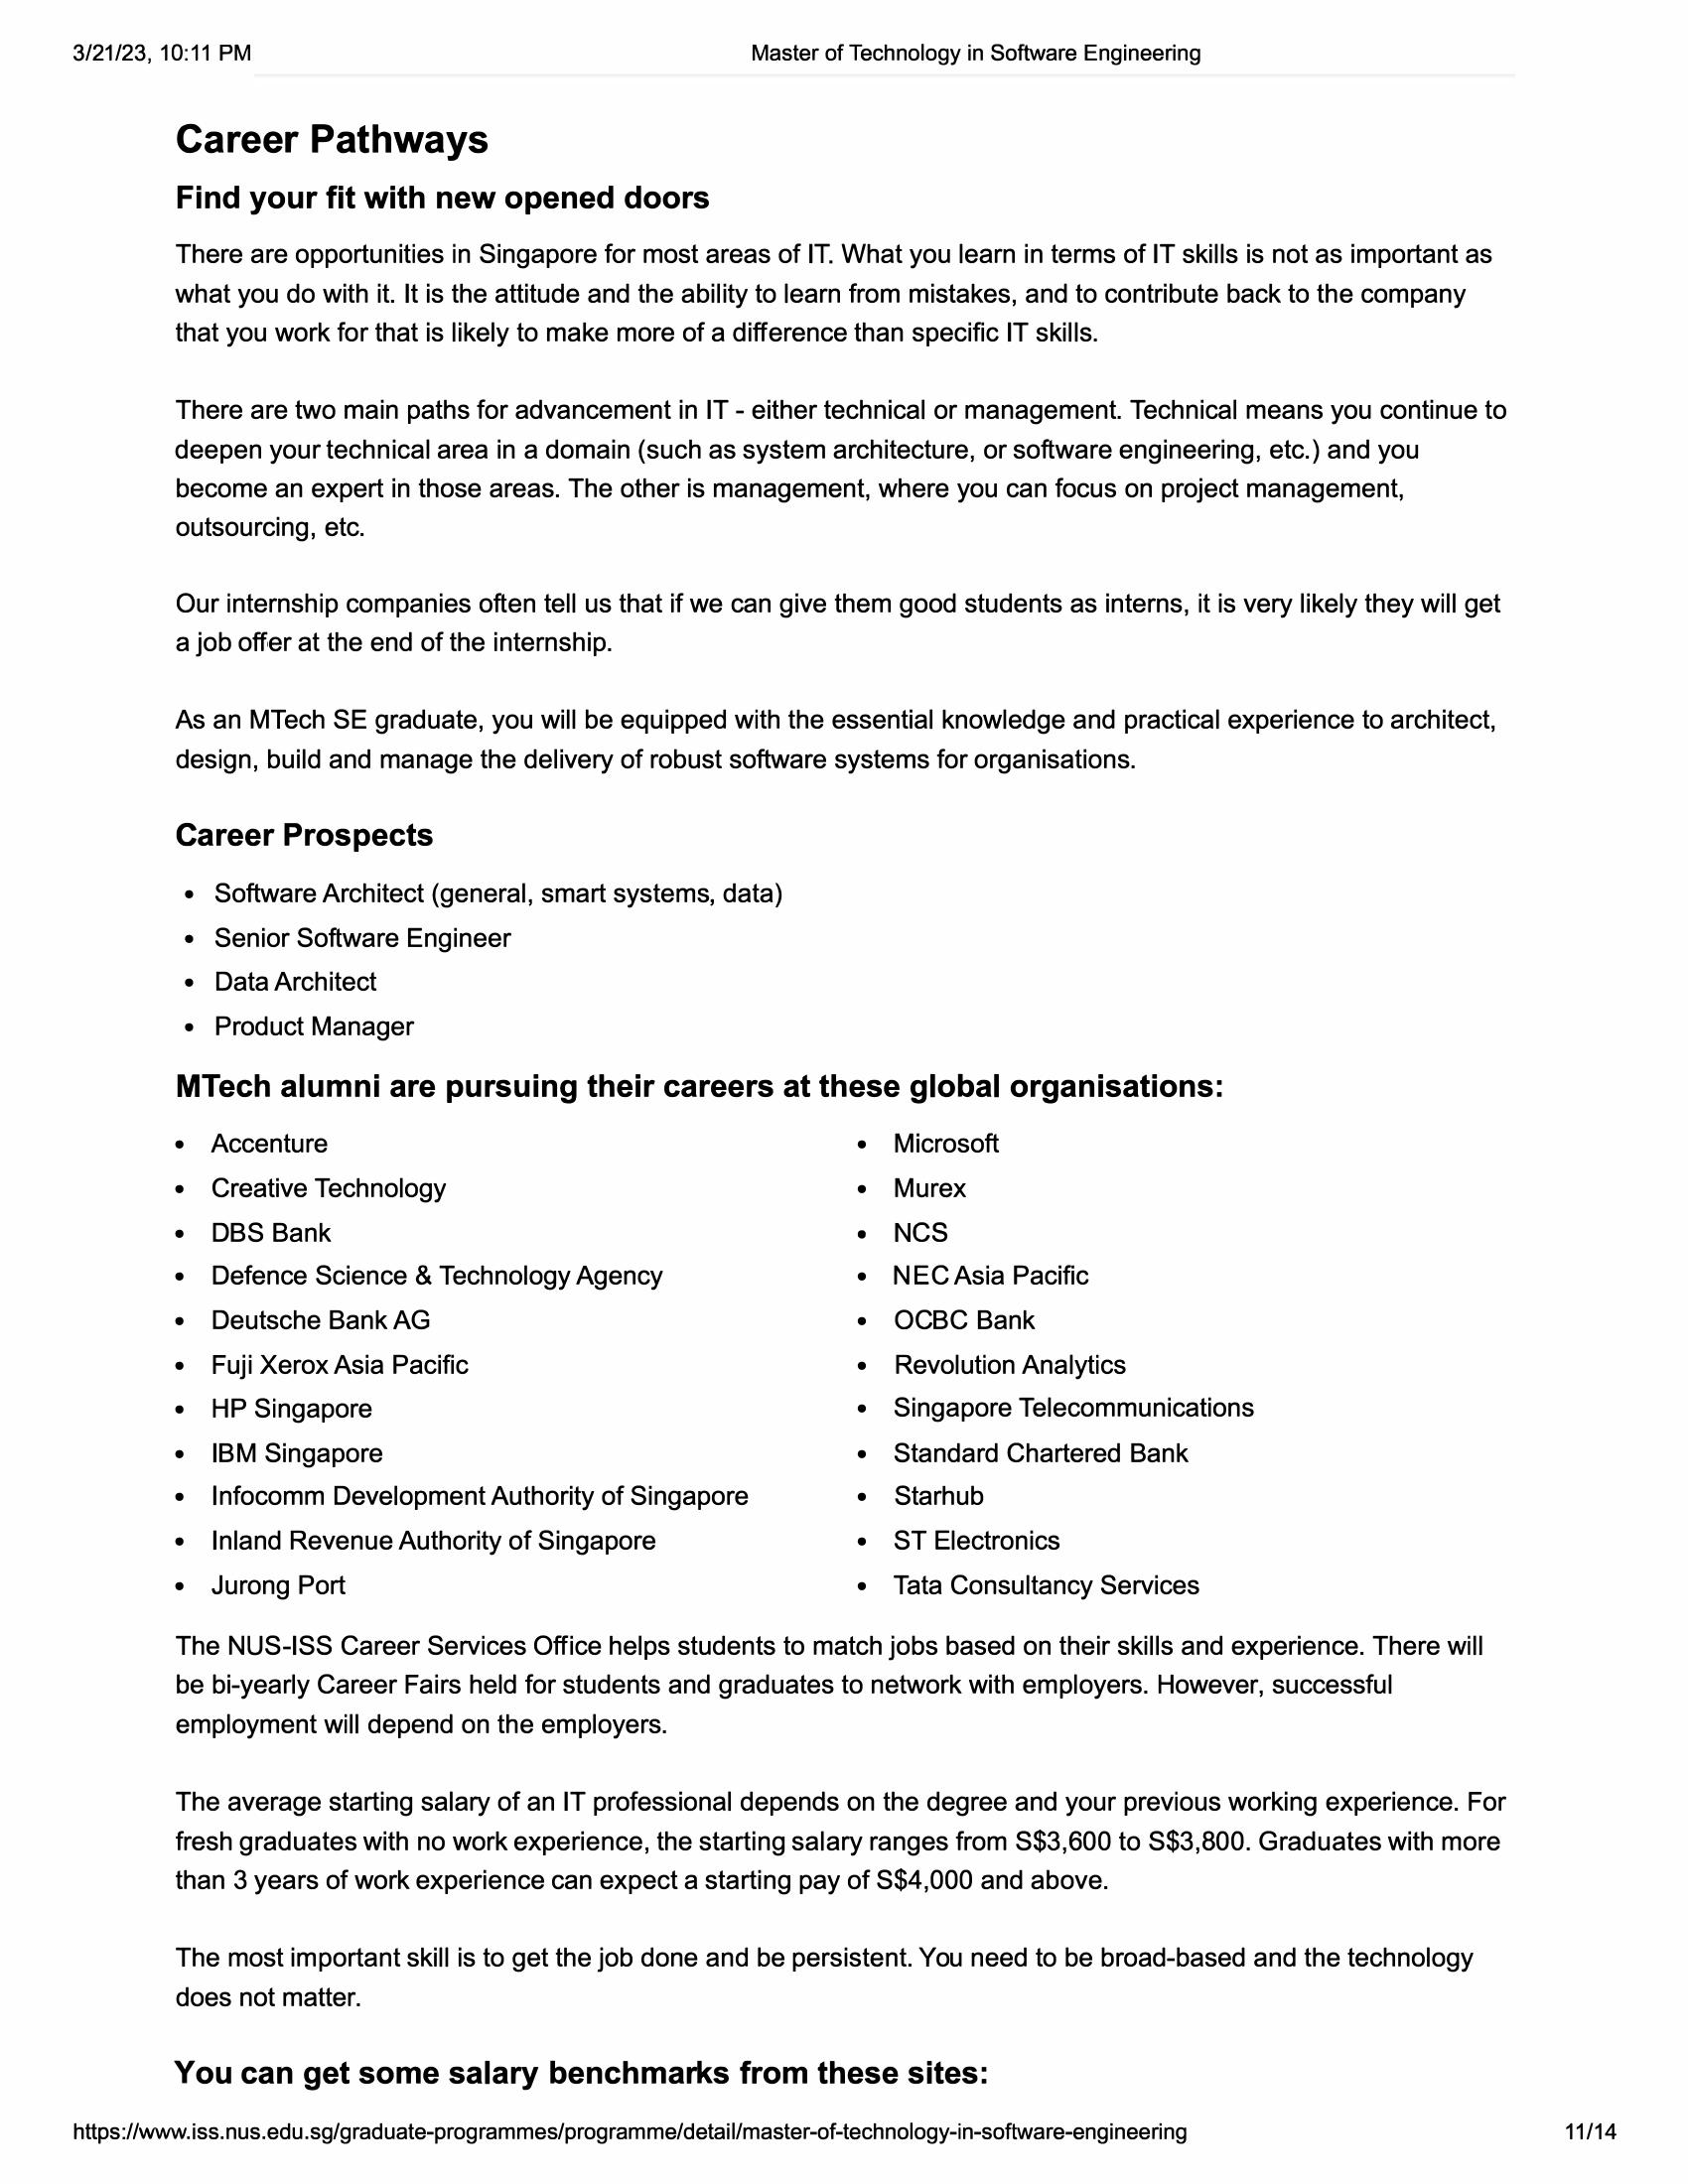 3/21/23, 10:11 PM
Master of Technology in Software Engineering
Career Pathways
Find your fit with new opened doors
There are opportunities in Singapore for most areas of IT. What you learn in terms of IT skills is not as important as
what you do with it. It is the attitude and the ability to learn from mistakes, and to contribute back to the company
that you work for that is likely to make more of a difference than specific IT skills.
There are two main paths for advancement in IT - either technical or management. Technical means you continue to
deepen your technical area in a domain (such as system architecture, or software engineering, etc.) and you
become an expert in those areas. The other is management, where you can focus on project management,
outsourcing, etc.
Our internship companies often tell us that if we can give them good students as interns, it is very likely they will get
a job offer at the end of the internship.
As an MTech SE graduate, you will be equipped with the essential knowledge and practical experience to architect,
design, build and manage the delivery of robust software systems for organisations.
Career Prospects
• Software Architect (general, smart systems, data)
• Senior Software Engineer
• Data Architect
• Product Manager
MTech alumni are pursuing their careers at these global organisations:
• Accenture
• Creative Technology
• DBS Bank
• Defence Science & Technology Agency
• Deutsche Bank AG
• Fuji Xerox Asia Pacific
• HP Singapore
• IBM Singapore
• Infocomm Development Authority of Singapore
• Inland Revenue Authority of Singapore
• Jurong Port
• Microsoft
• Murex
• NCS
• NEC Asia Pacific
• OCBC Bank
• Revolution Analytics
• Singapore Telecommunications
• Standard Chartered Bank
• Starhub
• ST Electronics
• Tata Consultancy Services
The NUS-ISS Career Services Office helps students to match jobs based on their skills and experience. There will
be bi-yearly Career Fairs held for students and graduates to network with employers. However, successful
employment will depend on the employers.
The average starting salary of an IT professional depends on the degree and your previous working experience. For
fresh graduates with no work experience, the starting salary ranges from S$3,600 to S$3,800. Graduates with more
than 3 years of work experience can expect a starting pay of S$4,000 and above.
The most important skill is to get the job done and be persistent. You need to be broad-based and the technology
does not matter.
You can get some salary benchmarks from these sites:
https://www.iss.nus.edu.sg/graduate-programmes/programme/detail/master-of-technology-in-software-engineering
11/14